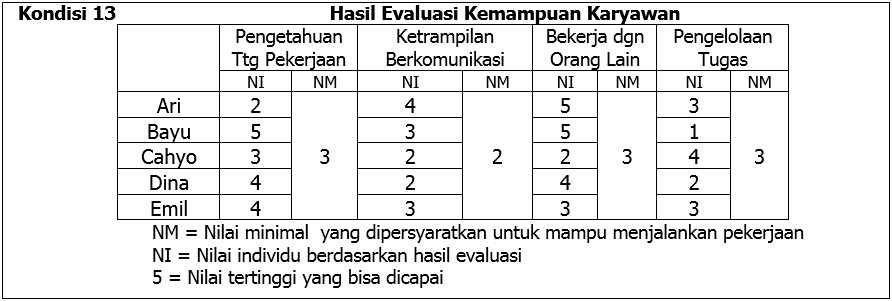 Kondisi 13 Hasil Evaluasi Kemampuan Karyawan
Pengetahuan Ttg Pekerjaan Ketrampilan Berkomunikasi Bekerja dgn Orang Lain Pengelolaan Tugas
NI NM NI NM NI NM NI NM
Ari 2 4 5 3
Bayu 5 3 5 1
Cahyo 3 3 2 2 2 3 4 3
Dina 4 2 4 2
Emil 4 3 3 3
NM = Nilai minimal yang dipersyaratkan untuk mampu menjalankan pekerjaan
NI = Nilai individu berdasarkan hasil evaluasi
5 = Nilai tertinggi yang bisa dicapai